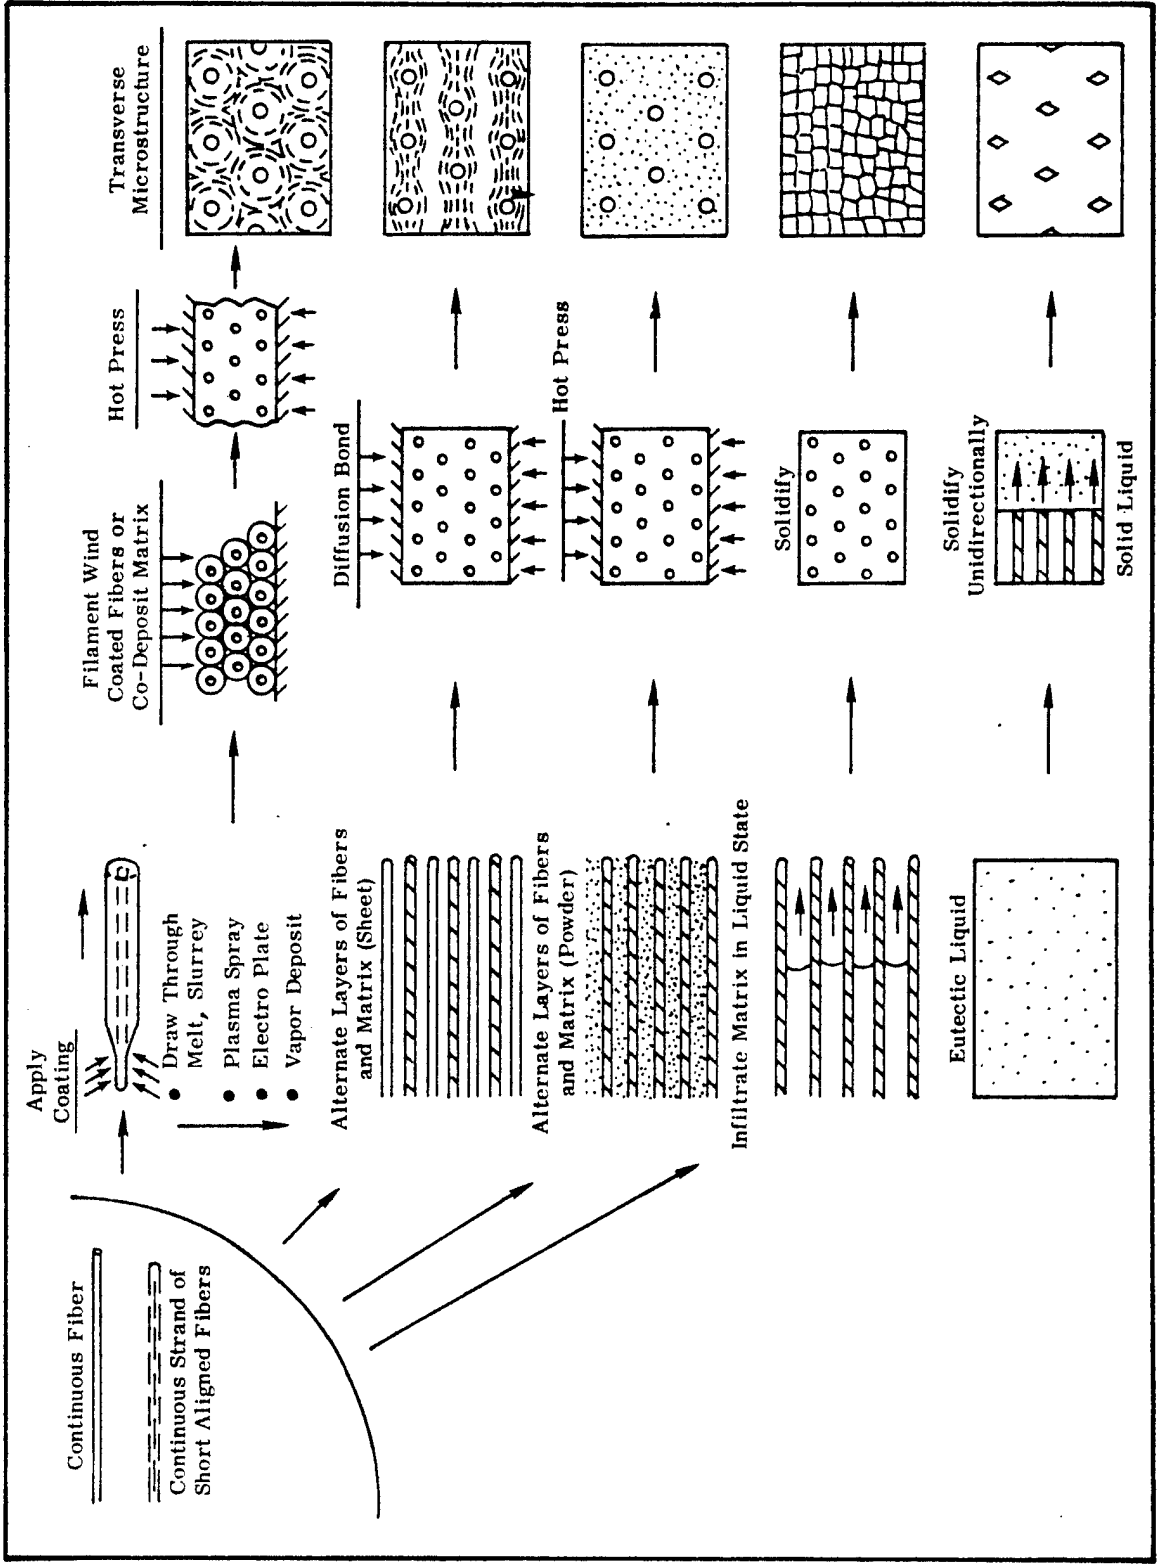 Continuous Fiber
Continuous Strand of
Short Aligned Fibers
Apply
Coating
• Draw Through
Melt, Slurrey
• Plasma Spray
• Electro Plate
• Vapor Deposit
Filament Wind
Coated Fibers or
Co-Deposit Matrix
Hot Press
Transverse
Microstructure
Alternate Layers of Fibers
and Matrix (Sheet)
Diffusion Bond
Alternate Layers of Fibers
and Matrix (Powder)
Hot Press
Infiltrate Matrix in Liquid State
Solidify
Eutectic Liquid
Solidify
Unidirectionally
Solid Liquid